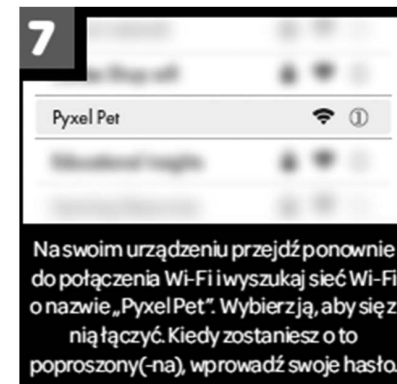 7
Pyxel Pet
Na swoim urządzeniu przejdź ponownie
do połączenia Wi-Fi i wyszukaj sieć Wi-Fi
o nazwie „Pyxel Pet”. Wybierz ją, aby się z
nią łączyć. Kiedy zostaniesz o to
poproszony(-na), wprowadź swoje hasło.